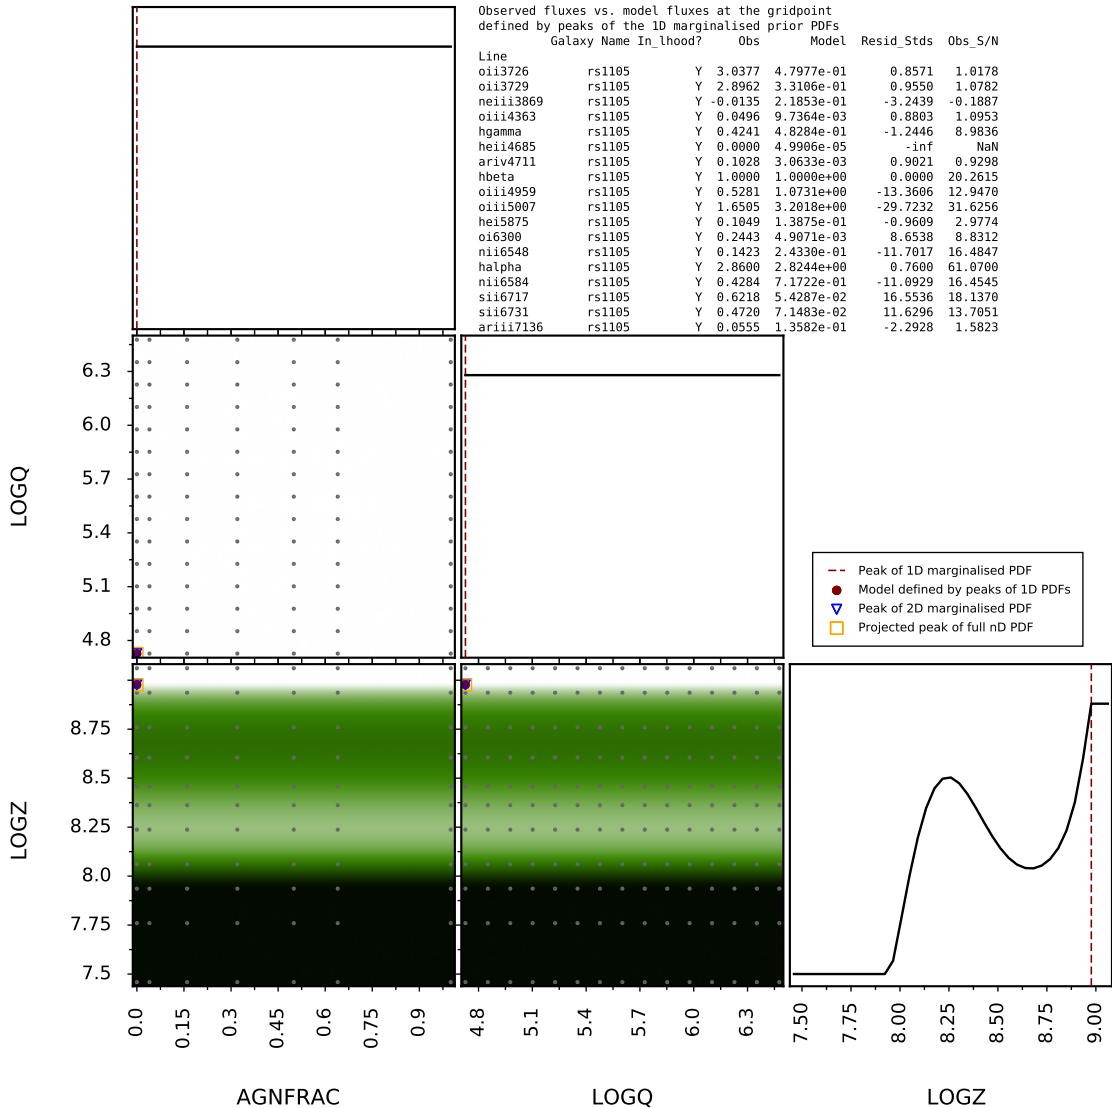 Observed fluxes vs. model fluxes at the gridpoint
defined by peaks of the 1D marginalised prior PDFs
Galaxy Name In_lhood? Obs Model Resid_Stds Obs_S/N
Line
oii3726 rs1105 Y 3.0377 4.7977e-01 0.8571 1.0178
oii3729 rs1105 Y 2.8962 3.3106e-01 0.9550 1.0782
neiii3869 rs1105 Y -0.0135 2.1853e-01 -3.2439 -0.1887
oiii4363 rs1105 Y 0.0496 9.7364e-03 0.8803 1.0953
hgamma rs1105 Y 0.4241 4.8284e-01 -1.2446 8.9836
heii4685 rs1105 Y 0.0000 4.9906e-05 -inf NaN
ariv4711 rs1105 Y 0.1028 3.0633e-03 0.9021 0.9298
hbeta rs1105 Y 1.0000 1.0000e+00 0.0000 20.2615
oiii4959 rs1105 Y 0.5281 1.0731e+00 -13.3606 12.9470
oiii5007 rs1105 Y 1.6505 3.2018e+00 -29.7232 31.6256
hei5875 rs1105 Y 0.1049 1.3875e-01 -0.9609 2.9774
oi6300 rs1105 Y 0.2443 4.9071e-03 8.6538 8.8312
nii6548 rs1105 Y 0.1423 2.4330e-01 -11.7017 16.4847
halpha rs1105 Y 2.8600 2.8244e+00 0.7600 61.0700
nii6584 rs1105 Y 0.4284 7.1722e-01 -11.0929 16.4545
sii6717 rs1105 Y 0.6218 5.4287e-02 16.5536 18.1370
sii6731 rs1105 Y 0.4720 7.1483e-02 11.6296 13.7051
ariii7136 rs1105 Y 0.0555 1.3582e-01 -2.2928 1.5823
LOGQ
6.3
6.0
5.7
5.4
5.1
4.8
Peak of 1D marginalised PDF
Model defined by peaks of 1D PDFs
Peak of 2D marginalised PDF
Projected peak of full nD PDF
LOGZ
8.75
8.5
8.25
8.0
7.75
7.5
0.0 0.15 0.3 0.45 0.6 0.75 0.9
4.8 5.1 5.4 5.7 6.0 6.3
7.50 7.75 8.00 8.25 8.50 8.75 9.00
AGNFRAC LOGQ LOGZ